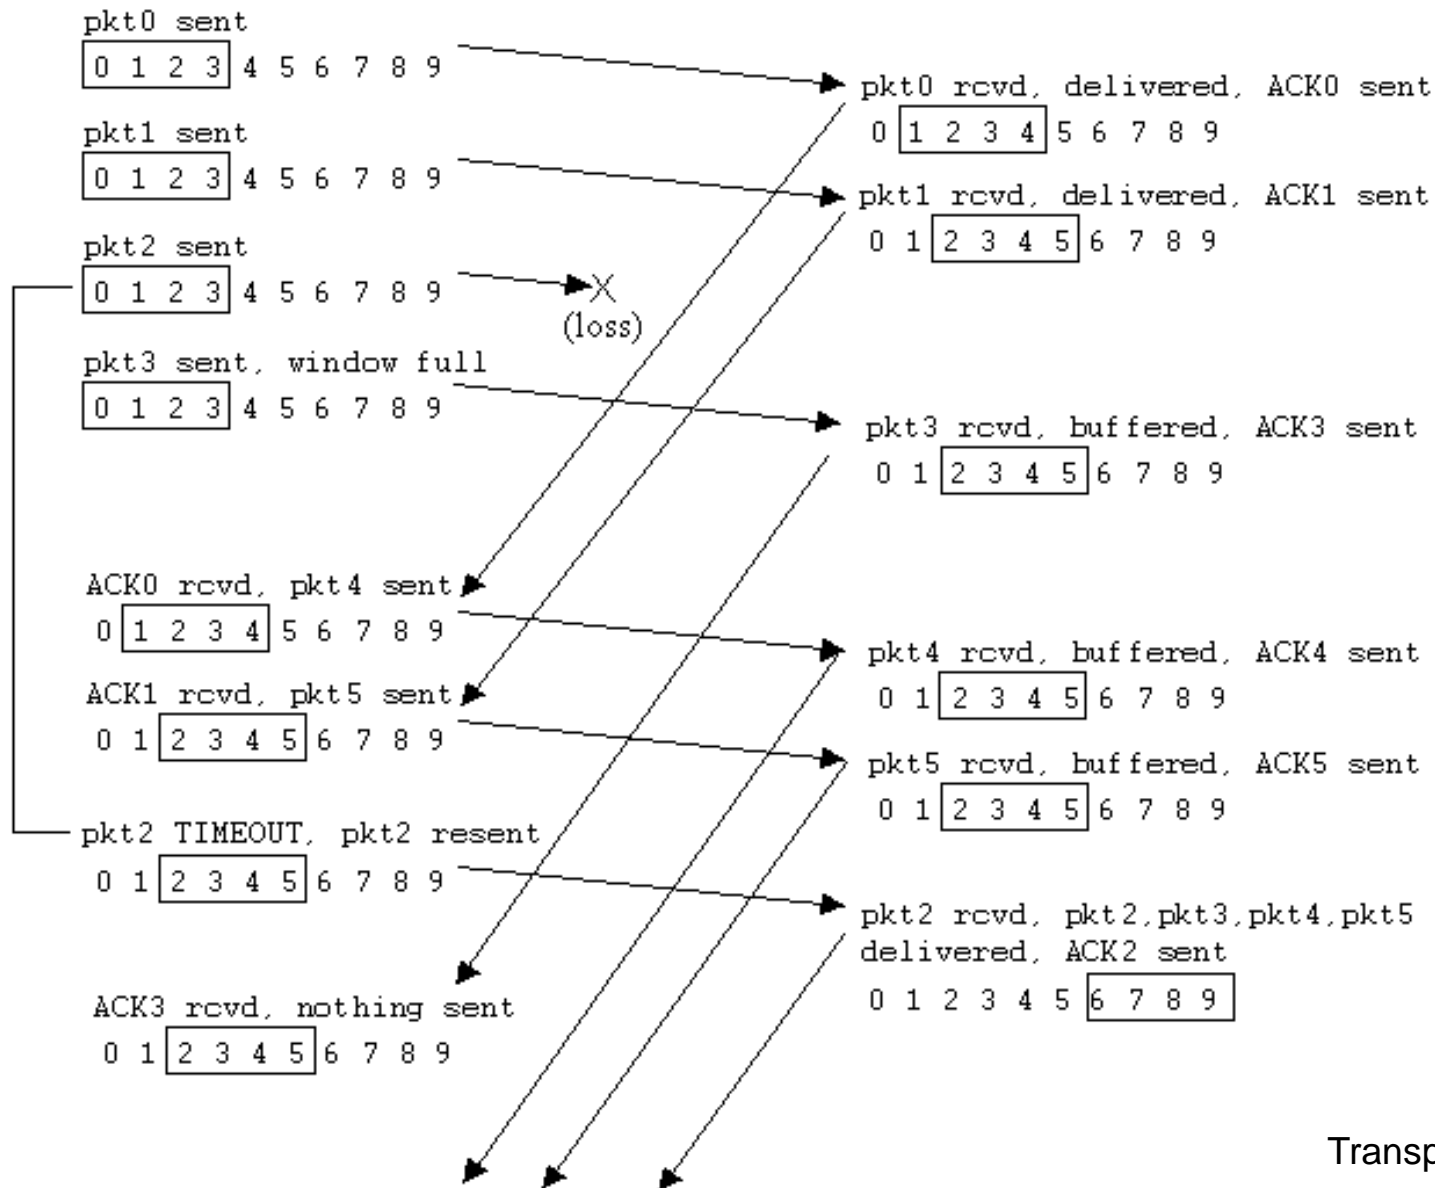 pkt0 sent
0 1 2 3 4 5 6 7 8 9
pkt0 rcvd, delivered, ACK0 sent
0 1 2 3 4 5 6 7 8 9
pkt1 sent
0 1 2 3 4 5 6 7 8 9
pkt1 rcvd, delivered, ACK1 sent
0 1 2 3 4 5 6 7 8 9
pkt2 sent
0 1 2 3 4 5 6 7 8 9
X
(loss)
pkt3 sent, window full
0 1 2 3 4 5 6 7 8 9
pkt3 rcvd, buffered, ACK3 sent
0 1 2 3 4 5 6 7 8 9
ACK0 rcvd, pkt4 sent
0 1 2 3 4 5 6 7 8 9
pkt4 rcvd, buffered, ACK4 sent
0 1 2 3 4 5 6 7 8 9
ACK1 rcvd, pkt5 sent
0 1 2 3 4 5 6 7 8 9
pkt5 rcvd, buffered, ACK5 sent
0 1 2 3 4 5 6 7 8 9
pkt2 TIMEOUT, pkt2 resent
0 1 2 3 4 5 6 7 8 9
pkt2 rcvd, pkt2,pkt3,pkt4,pkt5
delivered, ACK2 sent
0 1 2 3 4 5 6 7 8 9
ACK3 rcvd, nothing sent
0 1 2 3 4 5 6 7 8 9
Transp